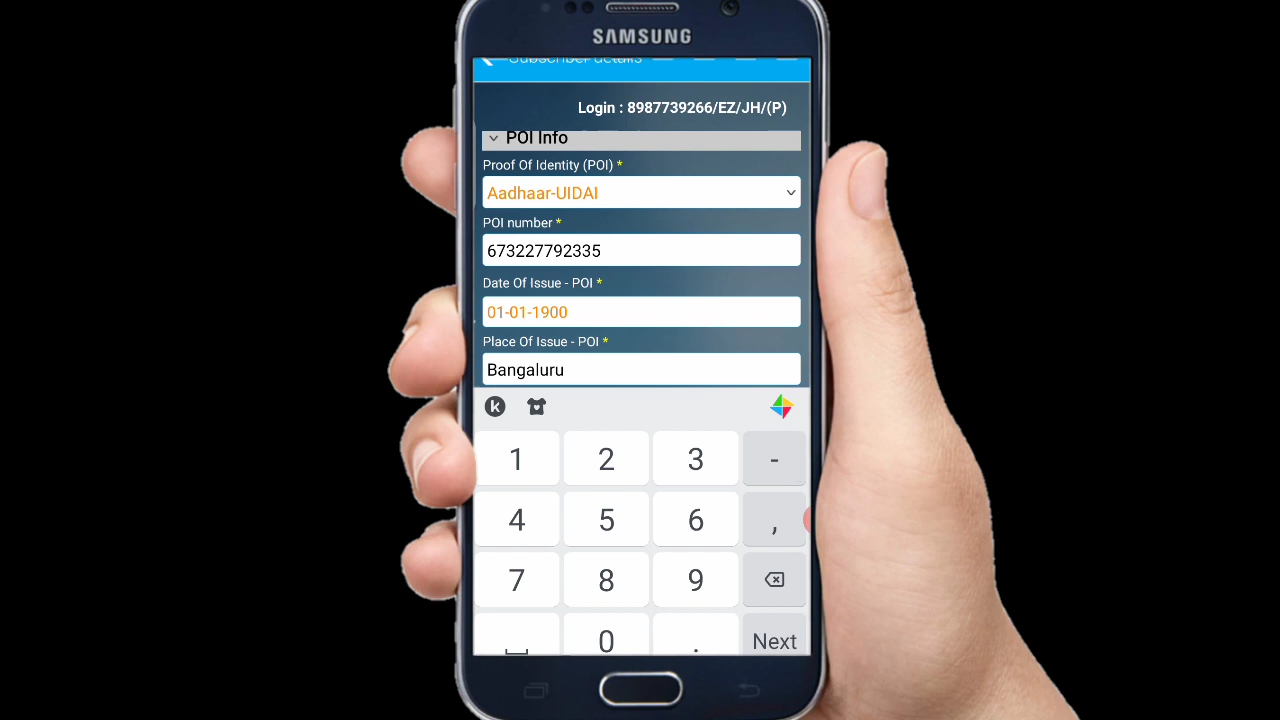 SAMSUNG
Subscriber details
Login : 8987739266/EZ/JH/(P)
POI Info
Proof Of Identity (POI) *
Aadhaar-UIDAI
POI number *
673227792335
Date Of Issue - POI *
01-01-1900
Place Of Issue - POI *
Bangaluru
k
1 2 3 -
4 5 6 ,
7 8 9
0 . Next